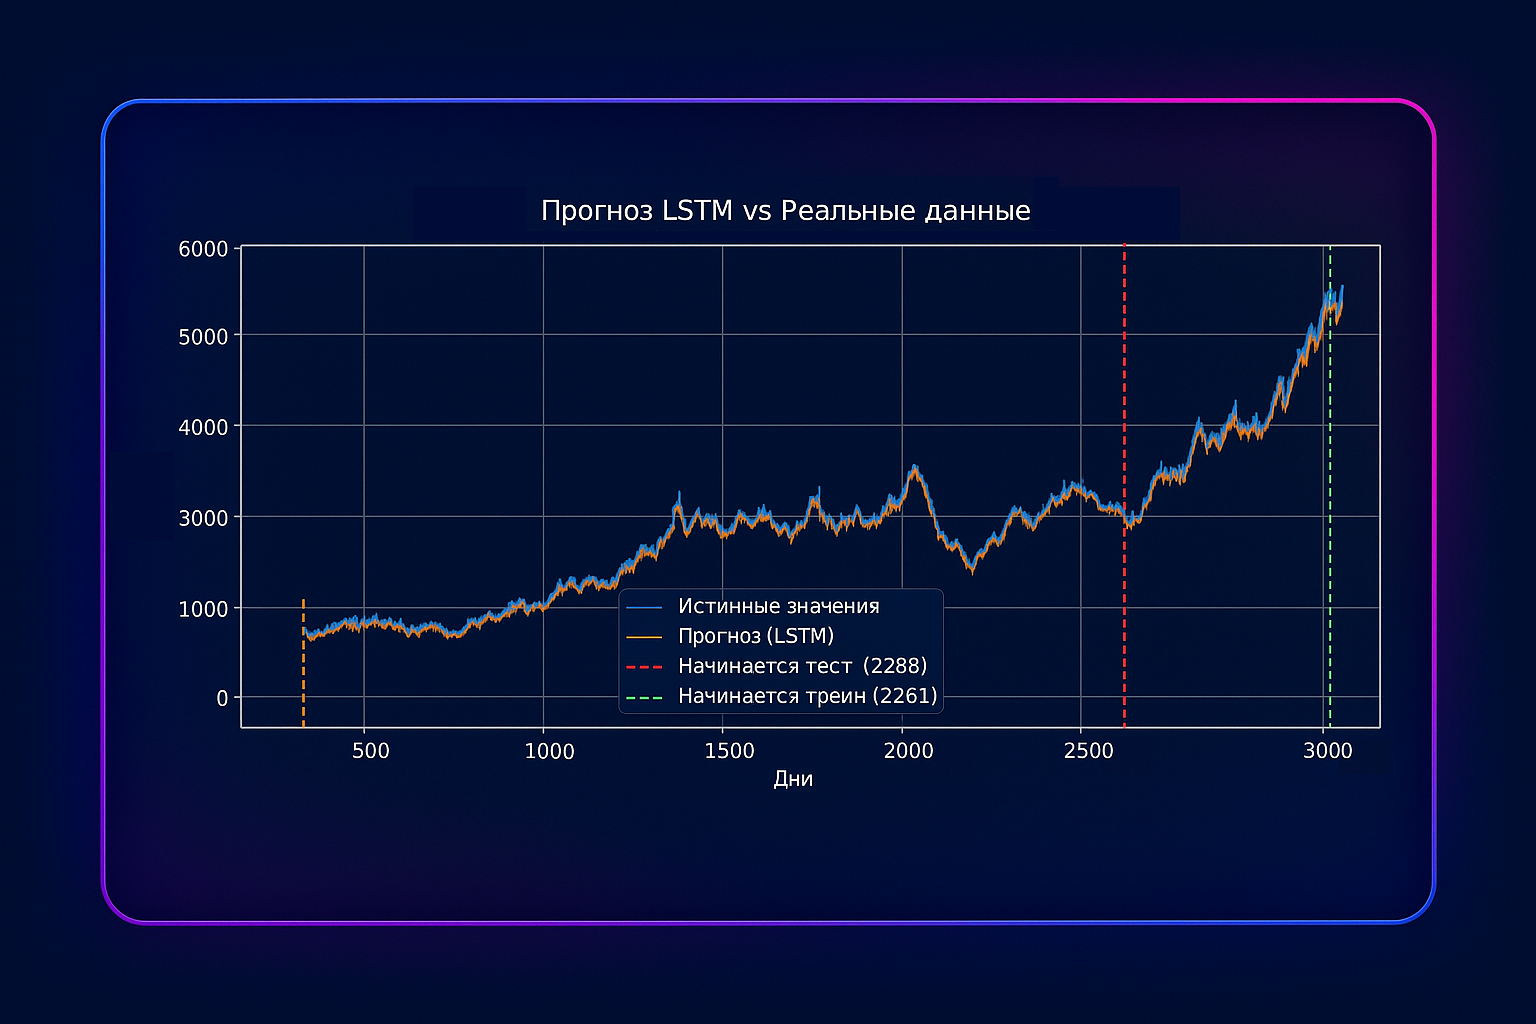 Прогноз LSTM vs Реальные данные
6000
5000
4000
3000
1000
0
Истинные значения
Прогноз (LSTM)
Начинается тест (2288)
Начинается треин (2261)
500 1000 1500 2000 2500 3000
Дни